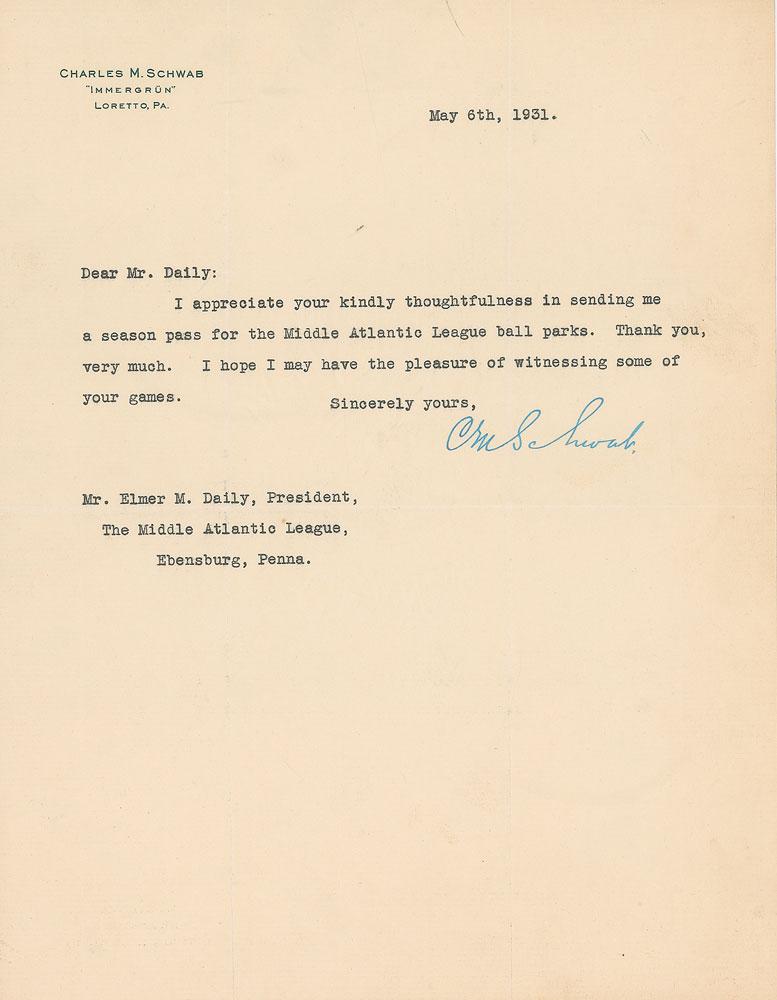 CHARLES M. SCHWAB
"IMMERGRÜN"
LORETTO, PA.
May 6th, 1931.
Dear Mr. Daily:
I appreciate your kindly thoughtfulness in sending me
a season pass for the Middle Atlantic League ball parks. Thank you,
very much. I hope I may have the pleasure of witnessing some of
your games.
Sincerely yours,
CMSchwab.
Mr. Elmer M. Daily, President,
The Middle Atlantic League,
Ebensburg, Penna.